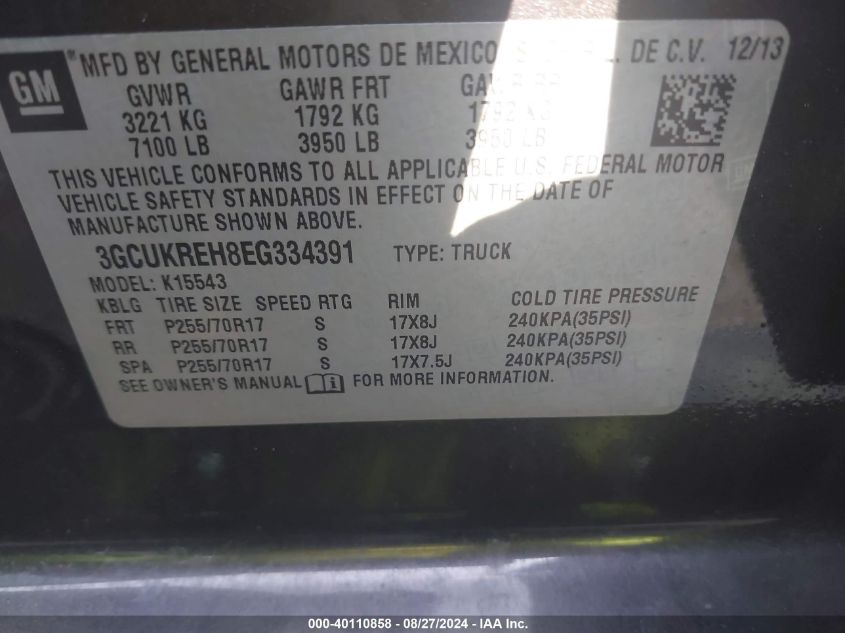 GM
® MFD BY GENERAL MOTORS DE MEXICO DE C.V. 12/13
GVWR GAWR FRT
3221 KG 1792 KG 1792 KG
7100 LB 3950 LB 3950 LB
THIS VEHICLE CONFORMS TO ALL APPLICABLE U.S. FEDERAL MOTOR
VEHICLE SAFETY STANDARDS IN EFFECT ON THE DATE OF
MANUFACTURE SHOWN ABOVE.
3GCUKREH8EG334391 TYPE: TRUCK
MODEL: K15543
KBLG TIRE SIZE SPEED RTG RIM COLD TIRE PRESSURE
FRT P255/70R17 S 17X8J 240KPA(35PSI)
RR P255/70R17 S 17X8J 240KPA(35PSI)
SPA P255/70R17 S 17X7.5J 240KPA(35PSI)
SEE OWNER'S MANUAL FOR MORE INFORMATION.
000-40110858 - 08/27/2024 - IAA Inc.